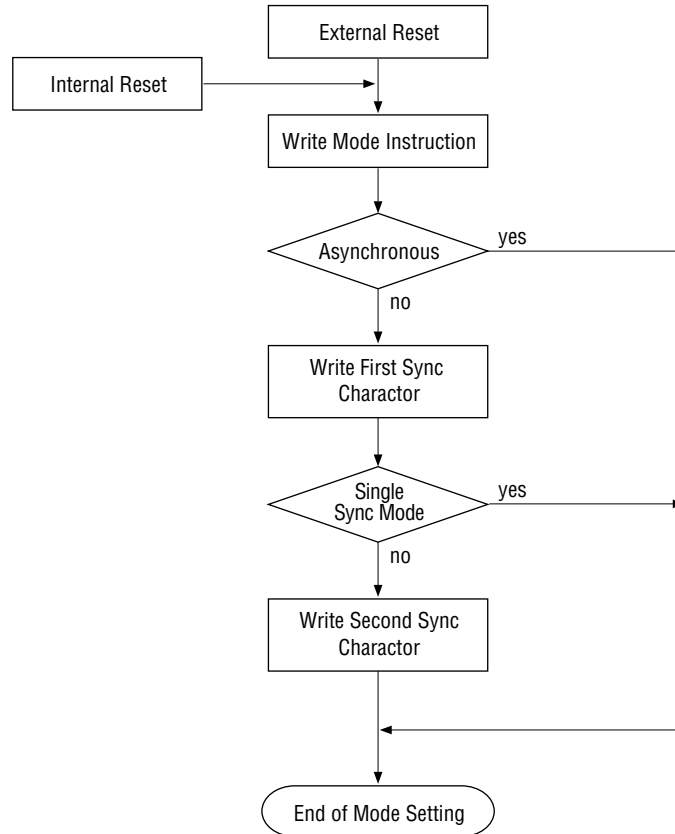 External Reset
Internal Reset
Write Mode Instruction
Asynchronous
yes
no
Write First Sync
Charactor
Single
Sync Mode
yes
no
Write Second Sync
Charactor
End of Mode Setting